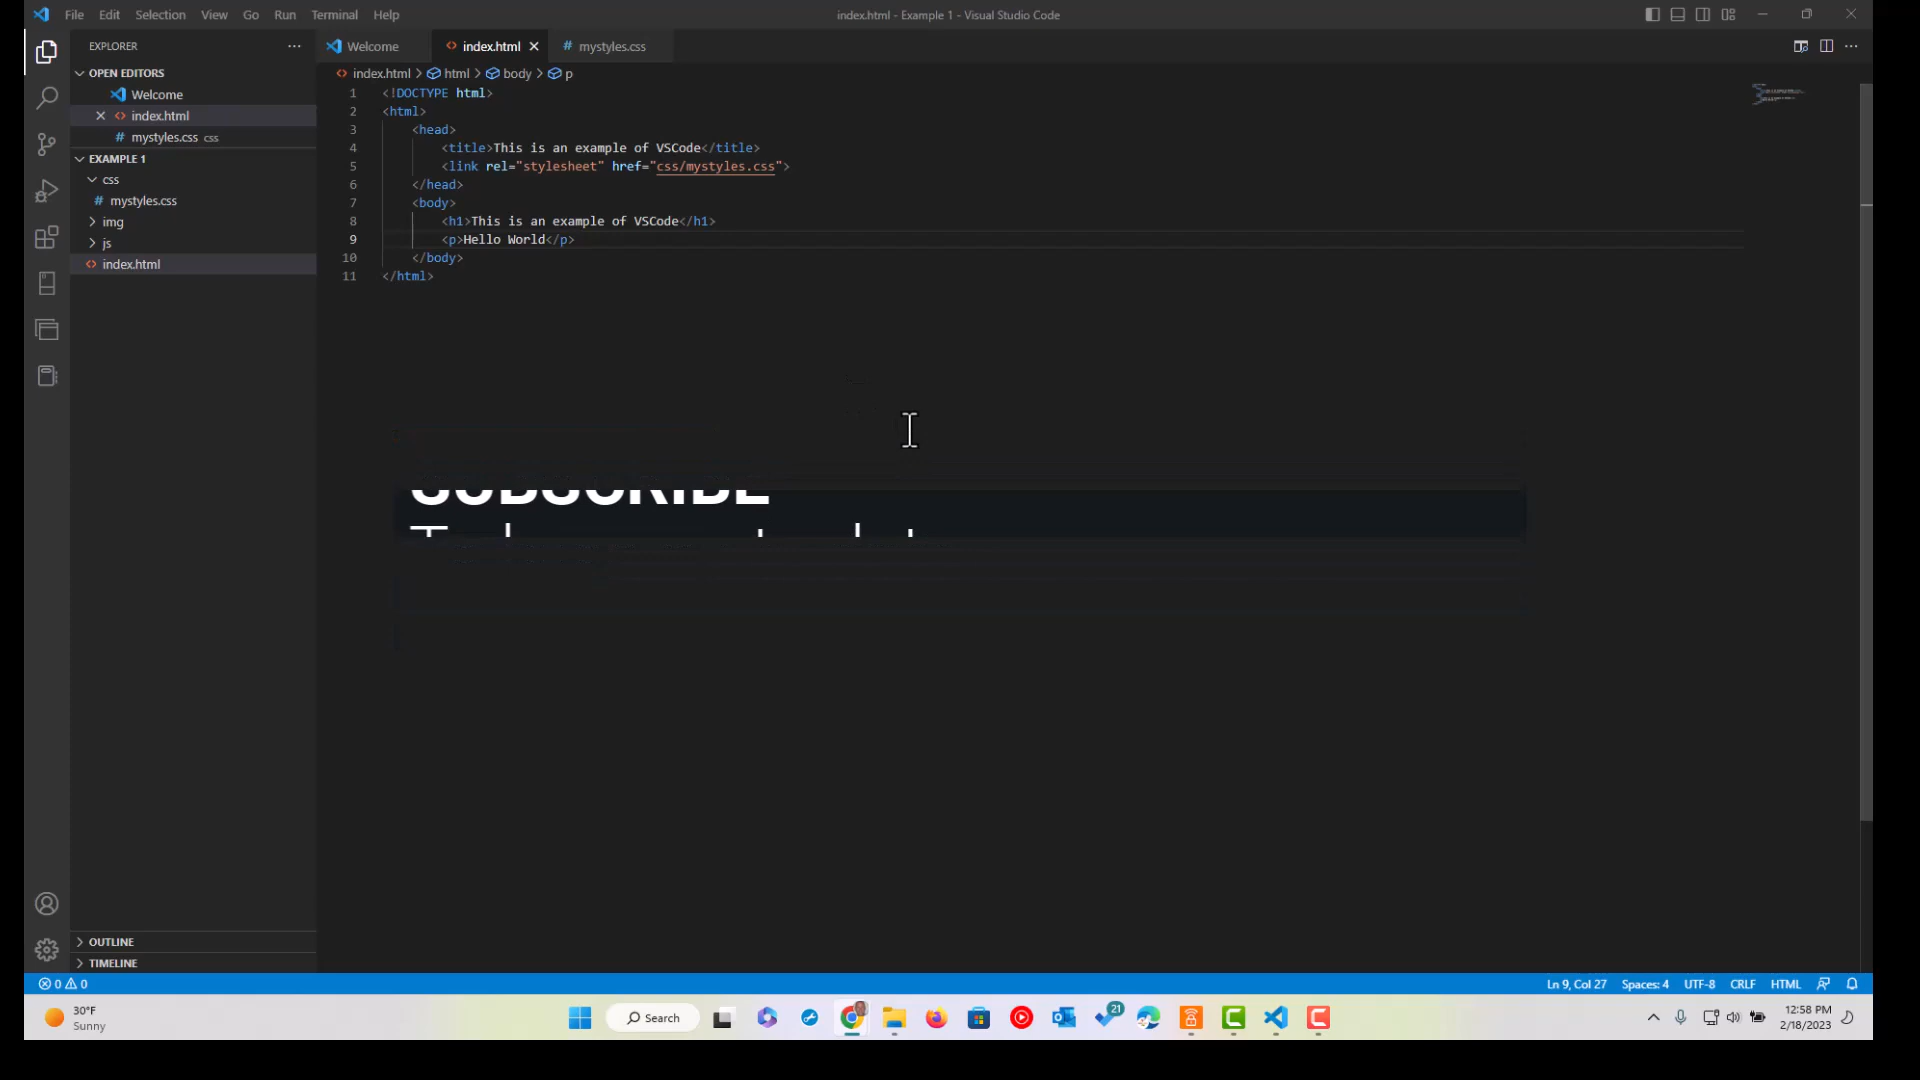 File Edit Selection View Go Run Terminal Help
index.html - Example 1 - Visual Studio Code
EXPLORER
Welcome
index.html
mystyles.css
OPEN EDITORS
Welcome
index.html
mystyles.css css
EXAMPLE 1
css
mystyles.css
img
js
index.html
OUTLINE
TIMELINE
index.html > html > body > p
1 <!DOCTYPE html>
2 <html>
3 <head>
4 <title>This is an example of VSCode</title>
5 <link rel="stylesheet" href="css/mystyles.css">
6 </head>
7 <body>
8 <h1>This is an example of VSCode</h1>
9 <p>Hello World</p>
10 </body>
11 </html>
SUBSCRIBE
0 0
Ln 9, Col 27 Spaces: 4 UTF-8 CRLF HTML
30°F
Sunny
Search
21
12:58 PM
2/18/2023